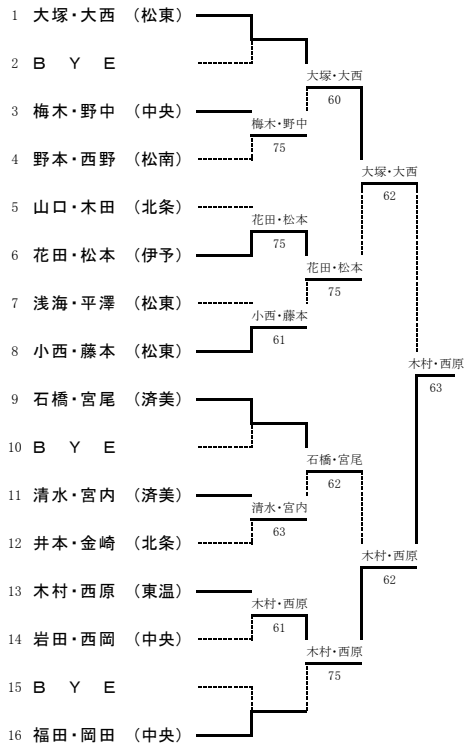 1 大塚・大西 （松東）
2 Ｂ Ｙ Ｅ
大塚・大西
60
3 梅木・野中 （中央）
梅木・野中
75
4 野本・西野 （松南）
大塚・大西
62
5 山口・木田 （北条）
花田・松本
75
6 花田・松本 （伊予）
花田・松本
75
7 浅海・平澤 （松東）
小西・藤本
61
8 小西・藤本 （松東）
木村・西原
63
9 石橋・宮尾 （済美）
10 Ｂ Ｙ Ｅ
石橋・宮尾
62
11 清水・宮内 （済美）
清水・宮内
63
12 井本・金崎 （北条）
木村・西原
62
13 木村・西原 （東温）
木村・西原
61
14 岩田・西岡 （中央）
木村・西原
75
15 Ｂ Ｙ Ｅ
16 福田・岡田 （中央）